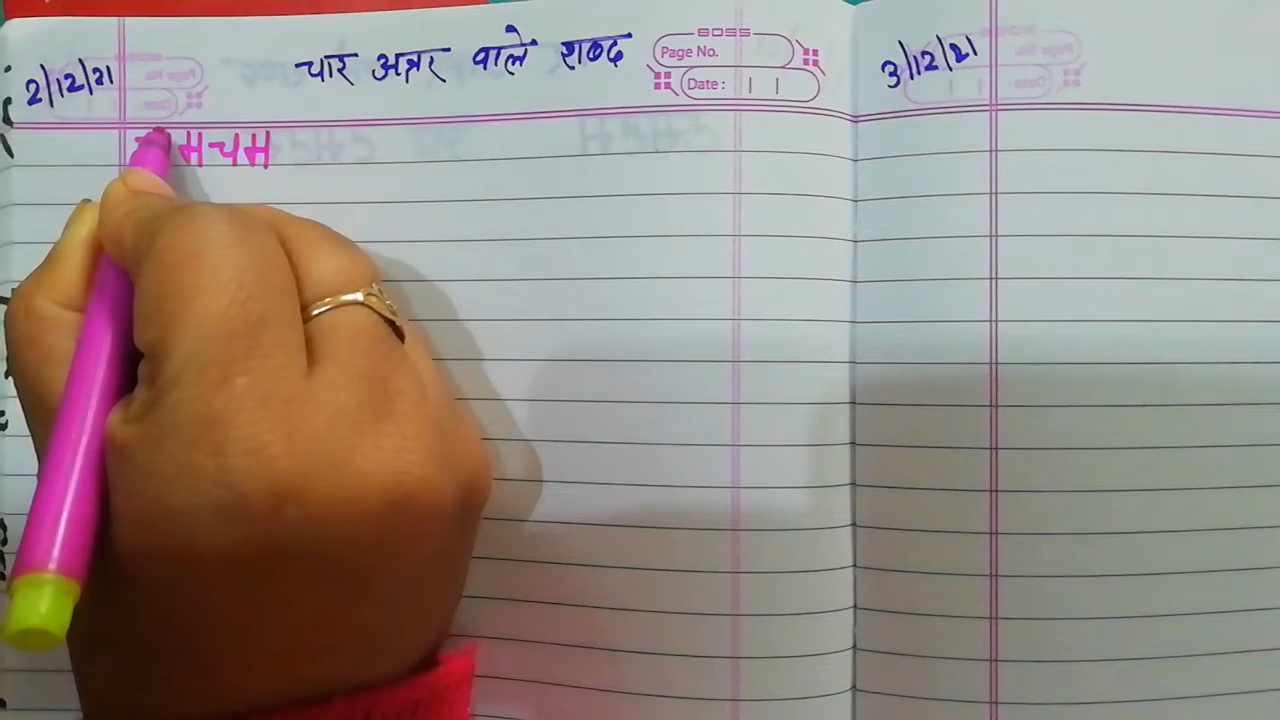 2/12/21 चार अक्षर वाले शब्द BOSS 3/12/21
Page No.
Date :
मचम